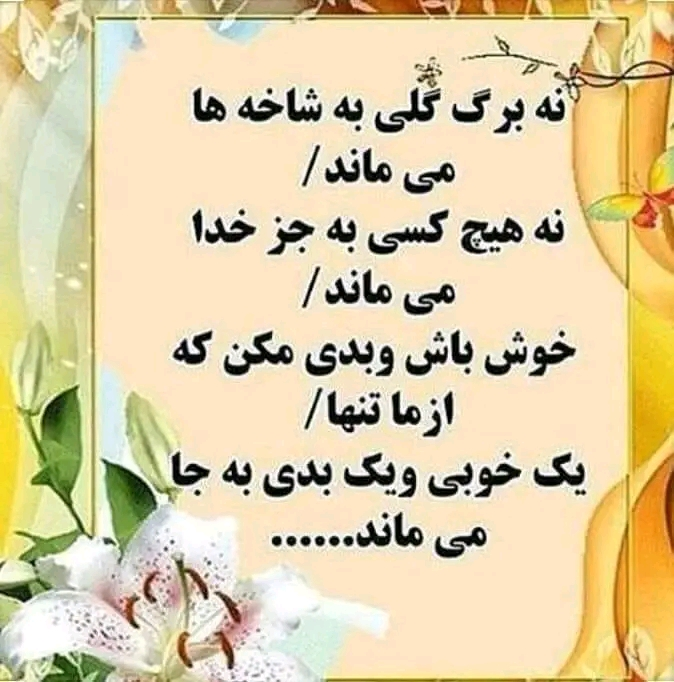 نه برگ گلی به شاخه ها
می ماند/
نه هیچ کسی به جز خدا
می ماند/
خوش باش وبدی مکن که
ازما تنها/
یک خوبی ویک بدی به جا
می ماند......